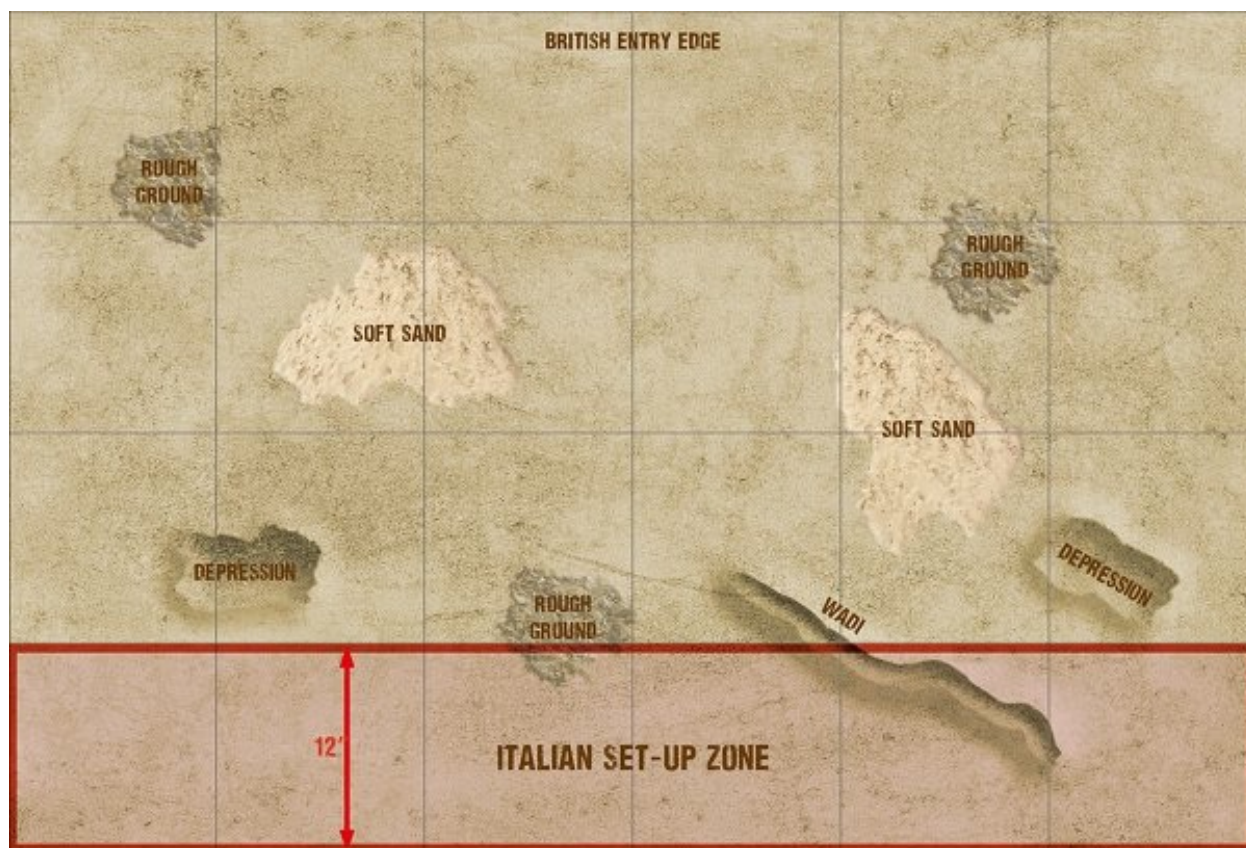 BRITISH ENTRY EDGE
ROUGH
GROUND
ROUGH
GROUND
SOFT SAND
SOFT SAND
DEPRESSION
DEPRESSION
ROUGH
GROUND
WADI
12'
ITALIAN SET-UP ZONE